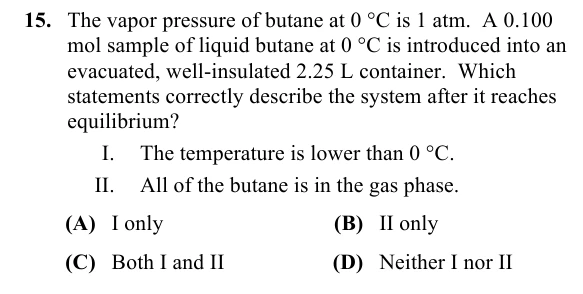 15. The vapor pressure of butane at 0 °C is 1 atm. A 0.100
mol sample of liquid butane at 0 °C is introduced into an
evacuated, well-insulated 2.25 L container. Which
statements correctly describe the system after it reaches
equilibrium?
I. The temperature is lower than 0 °C.
II. All of the butane is in the gas phase.
(A) I only (B) II only
(C) Both I and II (D) Neither I nor II